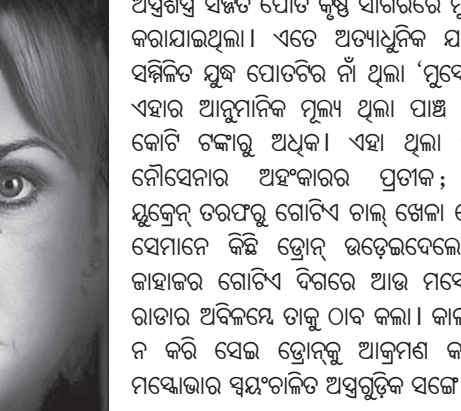 ଅସ୍ତ୍ରଶସ୍ତ୍ର ସଜ୍ଜିତ ପୋତ କୃଷ୍ଣ ସାଗରରେ
କରାଯାଇଥିଲା। ଏତେ ଅତ୍ୟାଧୁନିକ
ସମ୍ମିଳିତ ଯୁଦ୍ଧ ପୋତଟିର ନାଁ ଥିଲା
ଏହାର ଆନୁମାନିକ ମୂଲ୍ୟ ଥିଲା ପାଞ୍ଚ
କୋଟି ଟଙ୍କାରୁ ଅଧିକ। ଏହା ଥିଲା
ନୌସେନାର ଅହଂକାରର ପ୍ରତୀକ;
ୟୁକ୍ରେନ୍ ତରଫରୁ ଗୋଟିଏ ଚାଲ୍ ଖେଳା
ସେମାନେ କିଛି ଡ୍ରୋନ୍ ଉଡ଼େଇଦେଲେ
ଜାହାଜର ଗୋଟିଏ ଦିଗରେ ଆଉ
ରାଡାର ଅବିଳମ୍ବେ ତାକୁ ଠାବ କଲା।
ନ କରି ସେଇ ଡ୍ରୋନ୍‌କୁ ଆକ୍ରମଣ
ମସ୍କୋଭାର ସ୍ୱୟଂଚାଳିତ ଅସ୍ତ୍ରଗୁଡ଼ିକ ସଙ୍ଗେ